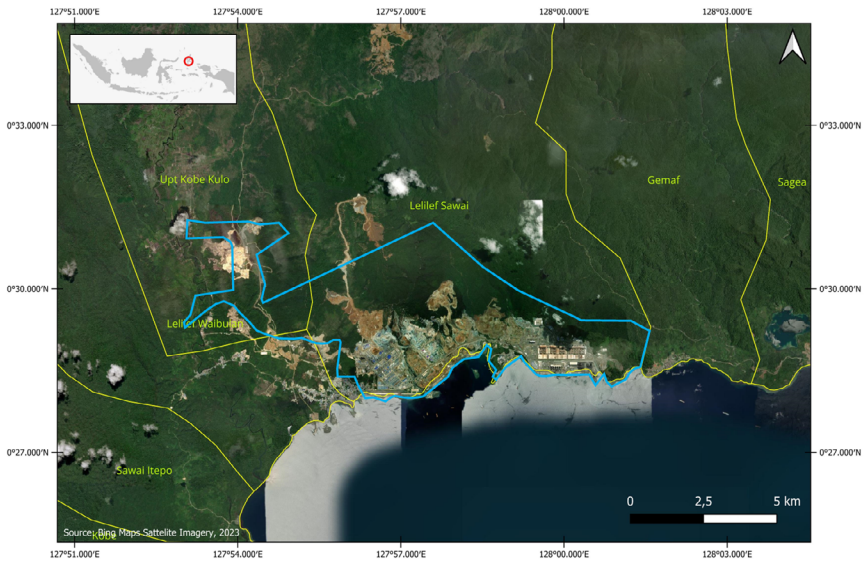 127°51.000'E 127°54.000'E 127°57.000'E 128°00.000'E 128°03.000'E
0°33.000'N 0°33.000'N
Upt Kobe Kulo
Gemaf
Sagea
Lelilef Sawai
0°30.000'N 0°30.000'N
Lelilef Waibulan
0°27.000'N 0°27.000'N
Sawai Itepo
0 2,5 5 km
Source: Bing Maps Sattelite Imagery, 2023
Kobe
127°51.000'E 127°54.000'E 127°57.000'E 128°00.000'E 128°03.000'E